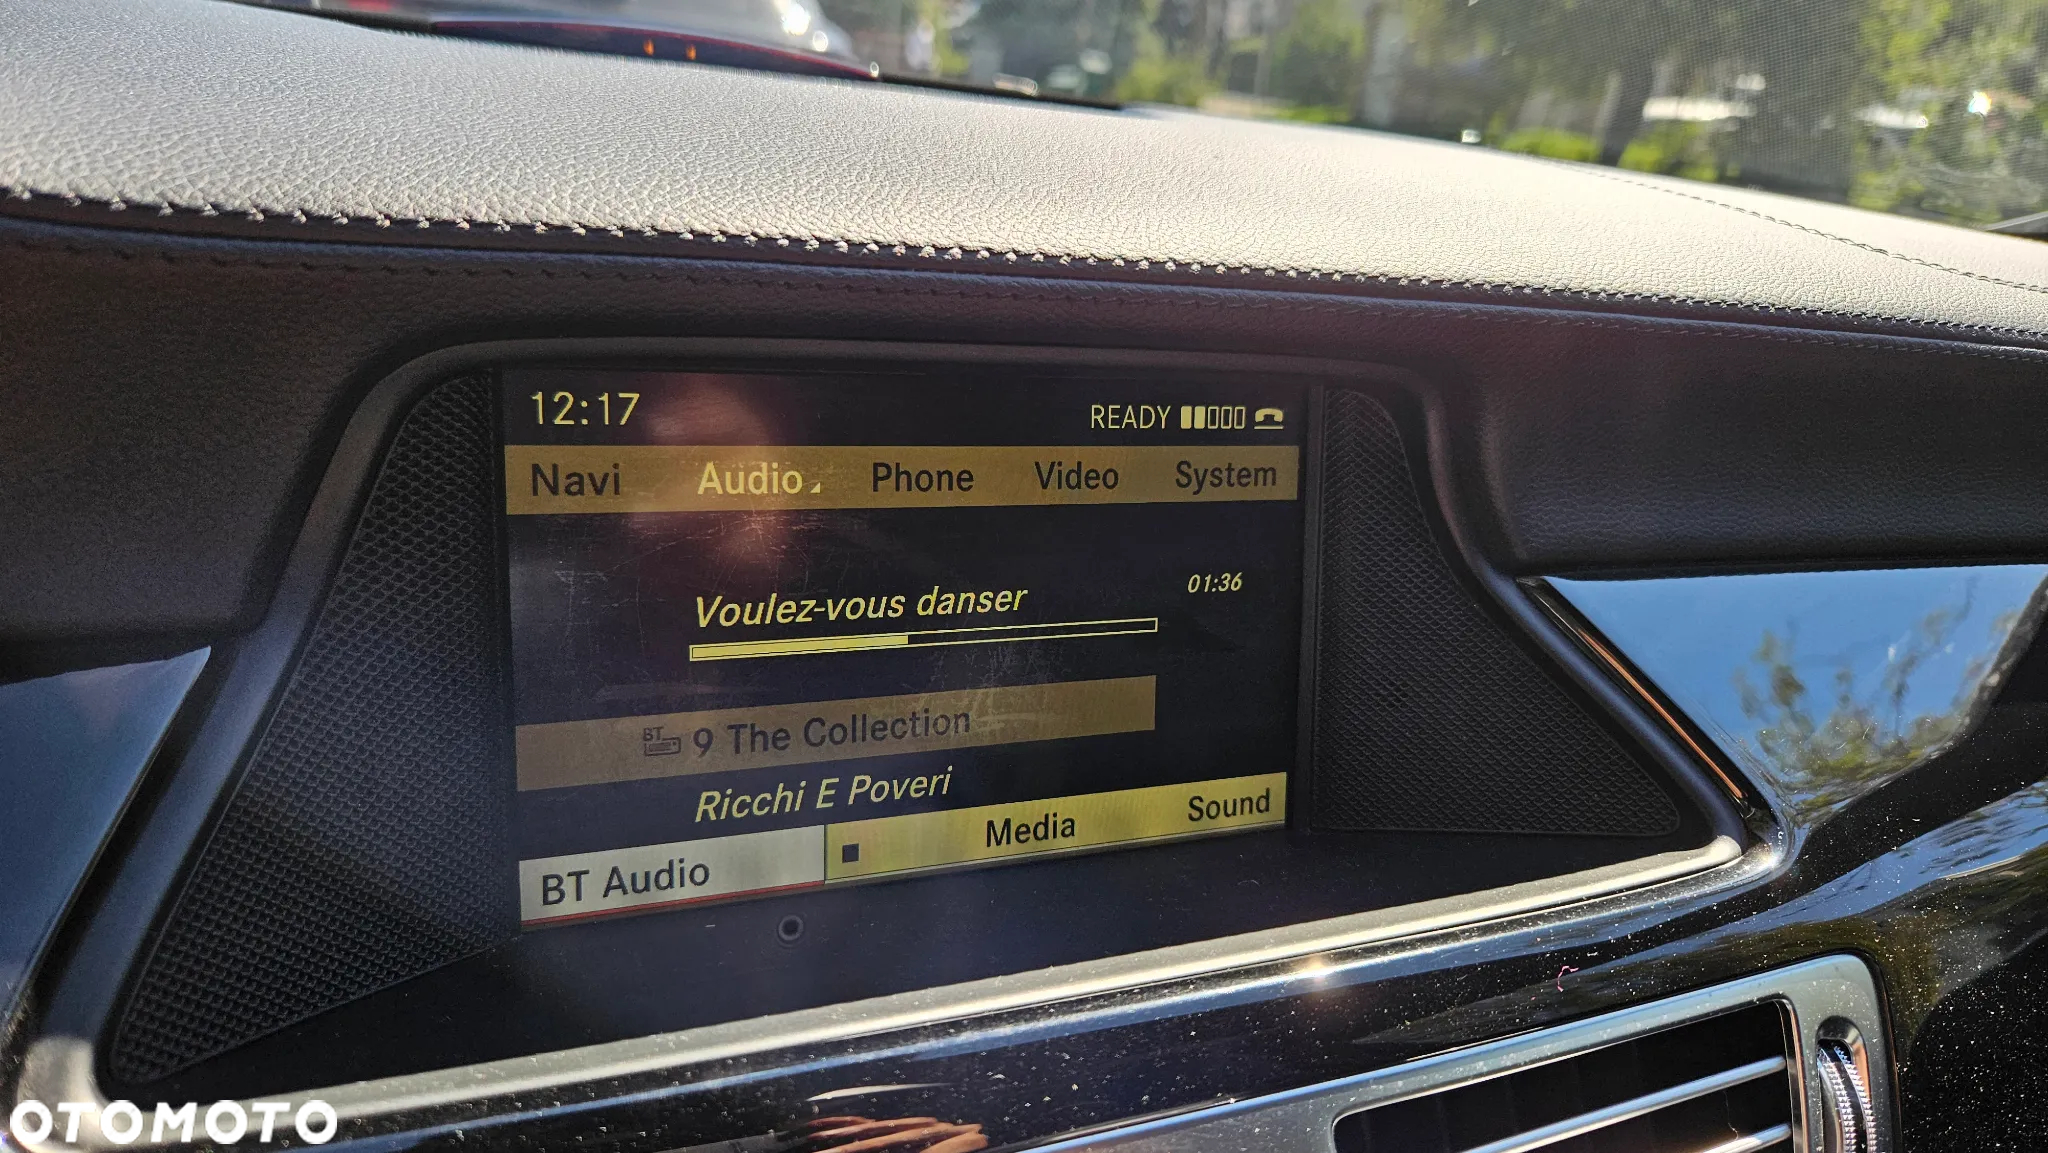 12:17 READY
Navi Audio Phone Video System
Voulez-vous danser 01:36
BT 9 The Collection
Ricchi E Poveri
BT Audio Media Sound
OTOMOTO